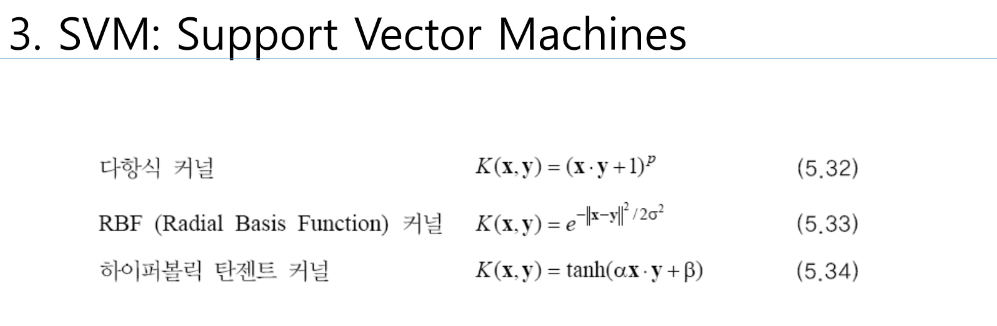 3. SVM: Support Vector Machines
다항식 커널 K(x,y) = (x·y+1)^p (5.32)
RBF (Radial Basis Function) 커널 K(x,y) = e^{-‖x-y‖²/2σ²} (5.33)
하이퍼볼릭 탄젠트 커널 K(x,y) = tanh(αx·y+β) (5.34)